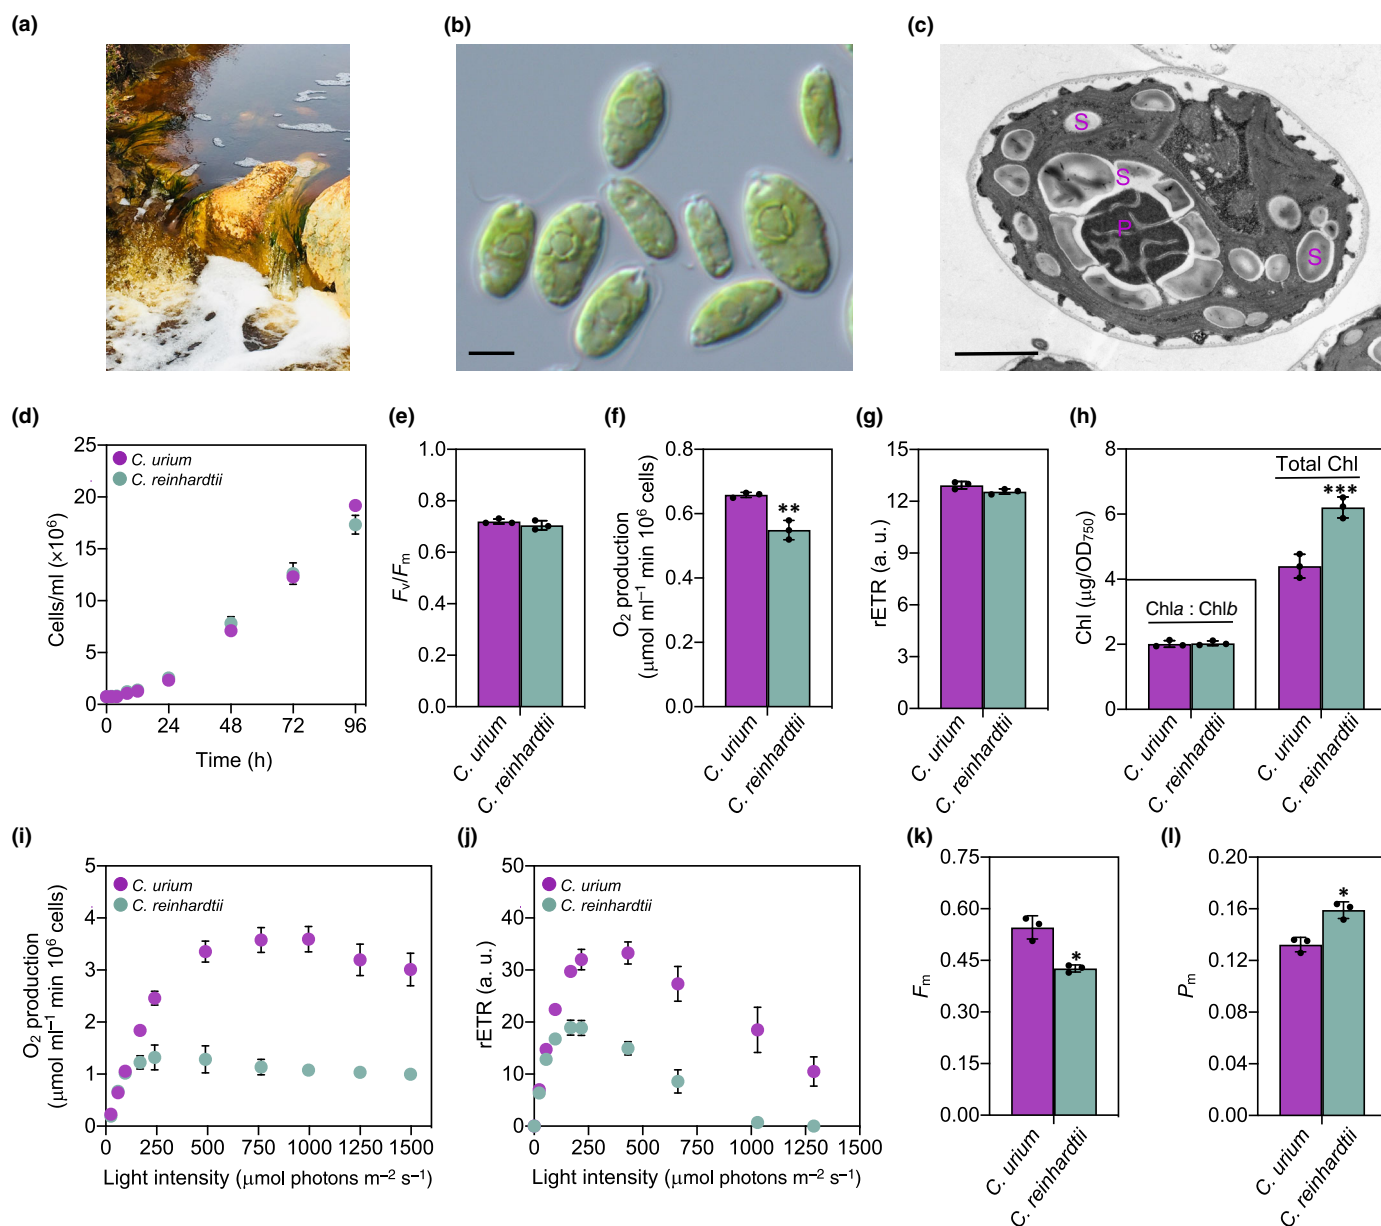 (a)
(b)
(c)
S
S
P
S
(d)
25
20
15
10
5
0
Cells/ml (×10⁶)
C. urium
C. reinhardtii
0 24 48 72 96
Time (h)
(e)
1.0
0.8
0.6
0.4
0.2
0.0
Fv/Fm
C. urium
C. reinhardtii
(f)
0.8
0.6
0.4
0.2
0.0
O₂ production
(μmol ml⁻¹ min 10⁶ cells)
**
C. urium
C. reinhardtii
(g)
15
12
9
6
3
0
rETR (a. u.)
C. urium
C. reinhardtii
(h)
8
6
4
2
0
Chl (μg/OD₇₅₀)
Total Chl
***
Chla : Chlb
C. urium
C. reinhardtii
C. urium
C. reinhardtii
(i)
5
4
3
2
1
0
O₂ production
(μmol ml⁻¹ min 10⁶ cells)
C. urium
C. reinhardtii
0 250 500 750 1000 1250 1500
Light intensity (μmol photons m⁻² s⁻¹)
(j)
50
40
30
20
10
0
rETR (a. u.)
C. urium
C. reinhardtii
0 250 500 750 1000 1250 1500
Light intensity (μmol photons m⁻² s⁻¹)
(k)
0.75
0.60
0.45
0.30
0.15
0.00
Fm
*
C. urium
C. reinhardtii
(l)
0.20
0.16
0.12
0.08
0.04
0.00
Pm
*
C. urium
C. reinhardtii